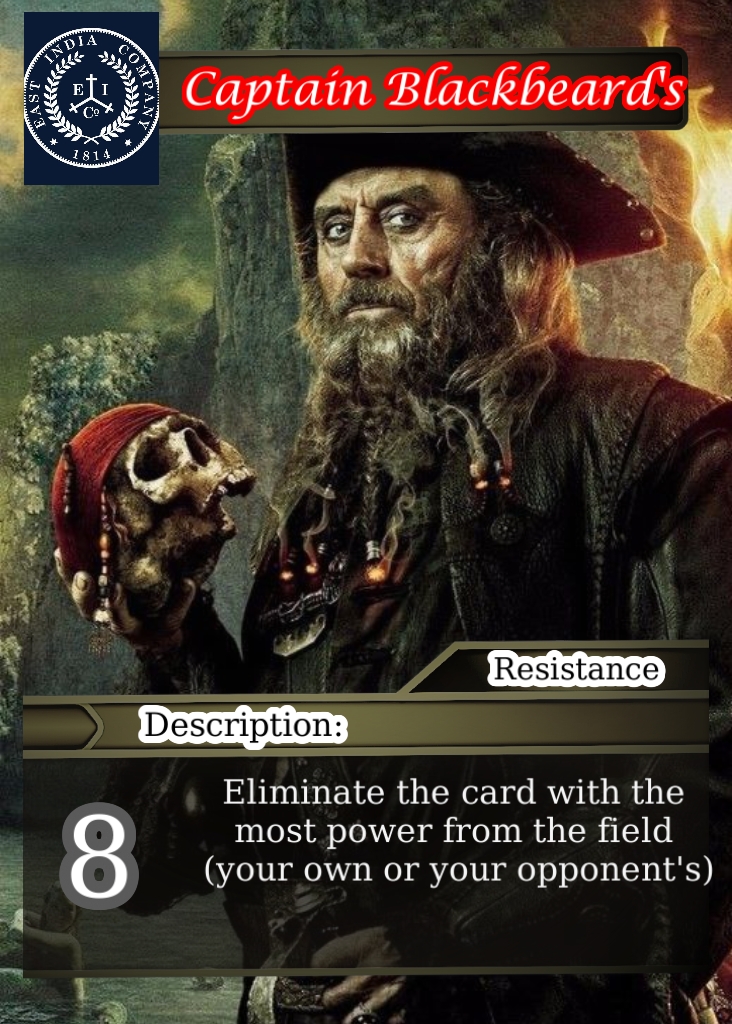 EAST INDIA COMPANY
E I
Co
1814
Captain Blackbeard's
Resistance
Description:
8
Eliminate the card with the
most power from the field
(your own or your opponent's)